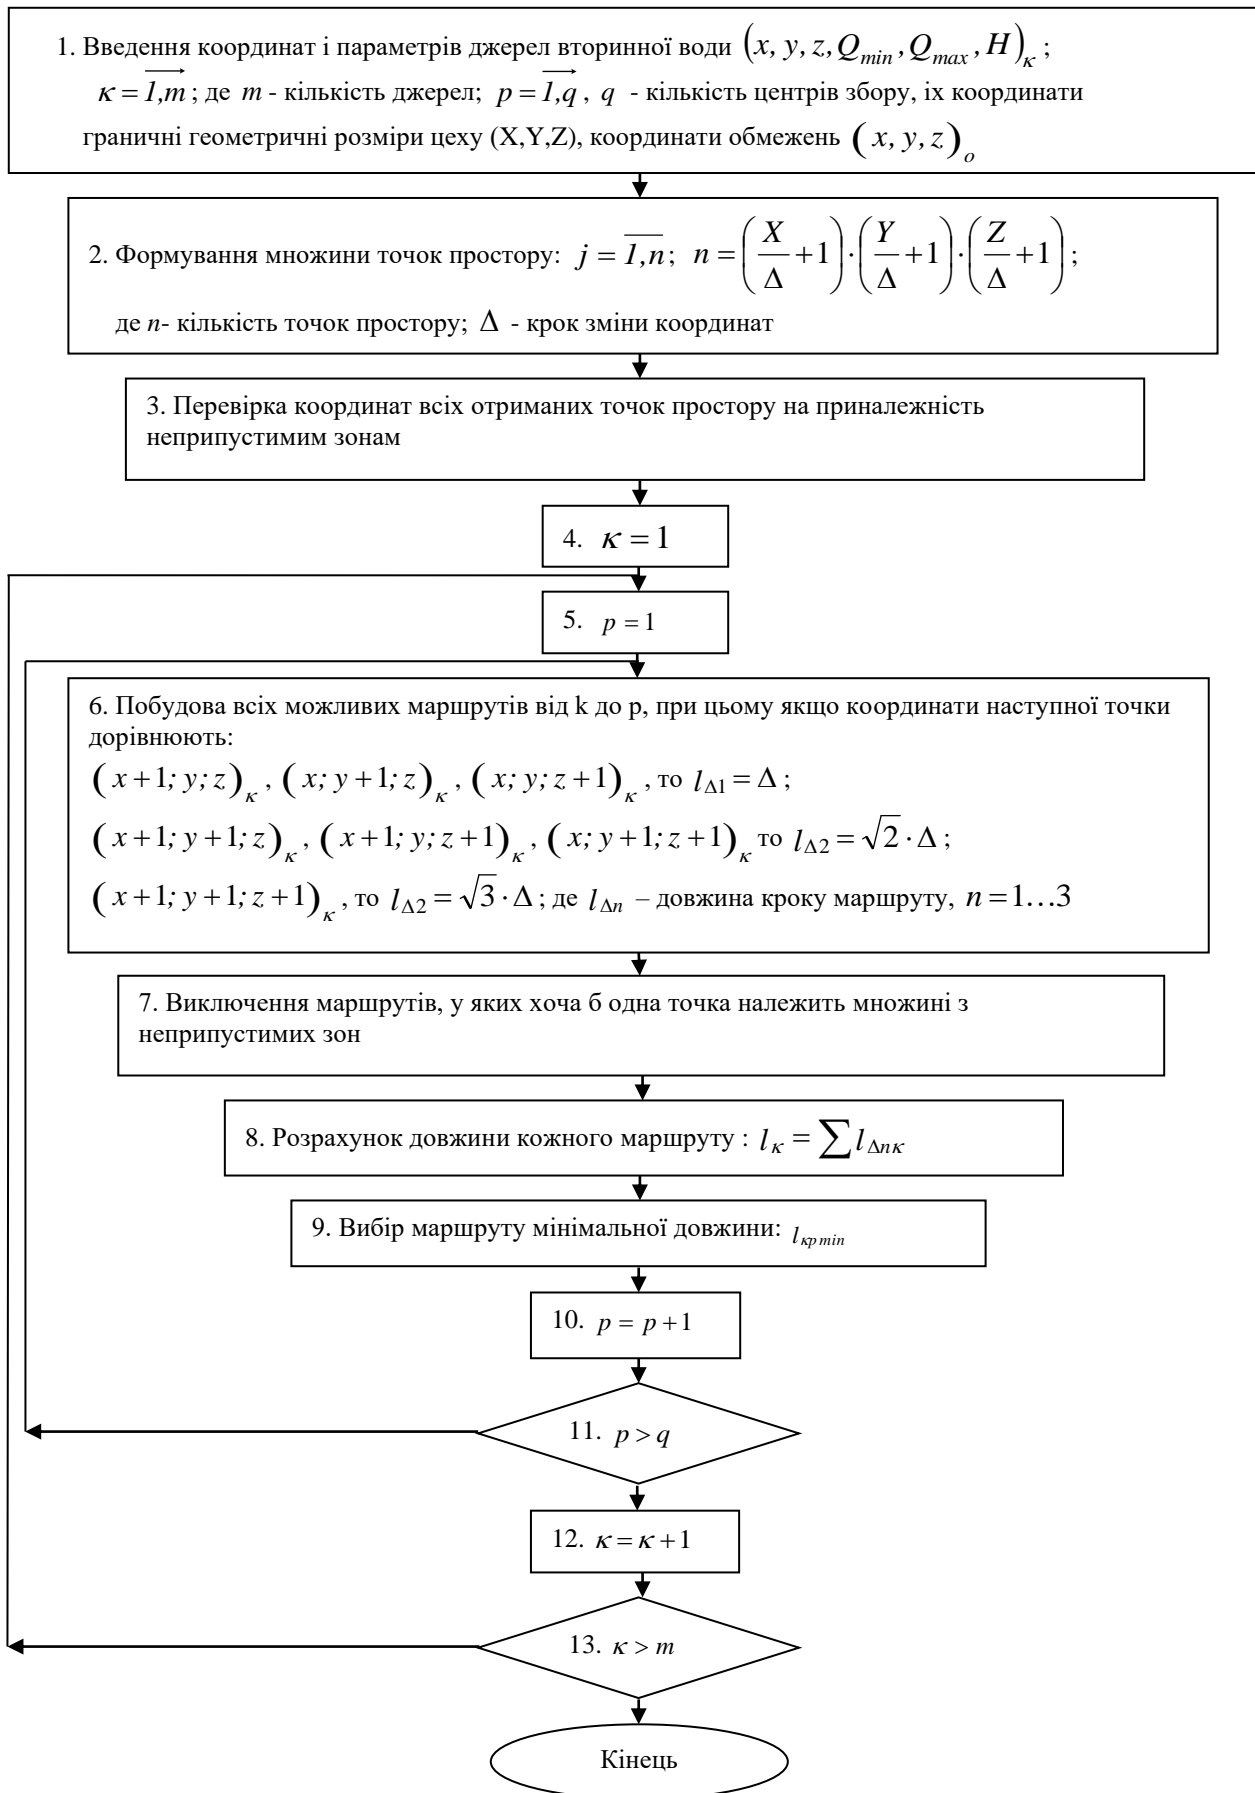 1. Введення координат і параметрів джерел вторинної води (x, y, z, Q_min, Q_max, H)_κ ;
κ = 1,m ; де m - кількість джерел; p = 1,q , q - кількість центрів збору, іх координати
граничні геометричні розміри цеху (X,Y,Z), координати обмежень (x, y, z)_o
2. Формування множини точок простору: j = 1,n ; n = (X/Δ + 1) · (Y/Δ + 1) · (Z/Δ + 1) ;
де n- кількість точок простору; Δ - крок зміни координат
3. Перевірка координат всіх отриманих точок простору на приналежність
неприпустимим зонам
4. κ = 1
5. p = 1
6. Побудова всіх можливих маршрутів від k до p, при цьому якщо координати наступної точки
дорівнюють:
(x + 1; y; z)_κ , (x; y + 1; z)_κ , (x; y; z + 1)_κ , то l_Δ1 = Δ ;
(x + 1; y + 1; z)_κ , (x + 1; y; z + 1)_κ , (x; y + 1; z + 1)_κ то l_Δ2 = √2 · Δ ;
(x + 1; y + 1; z + 1)_κ , то l_Δ2 = √3 · Δ ; де l_Δn – довжина кроку маршруту, n = 1…3
7. Виключення маршрутів, у яких хоча б одна точка належить множині з
неприпустимих зон
8. Розрахунок довжини кожного маршруту : l_κ = ∑ l_Δnκ
9. Вибір маршруту мінімальної довжини: l_κp min
10. p = p + 1
11. p > q
12. κ = κ + 1
13. κ > m
Кінець